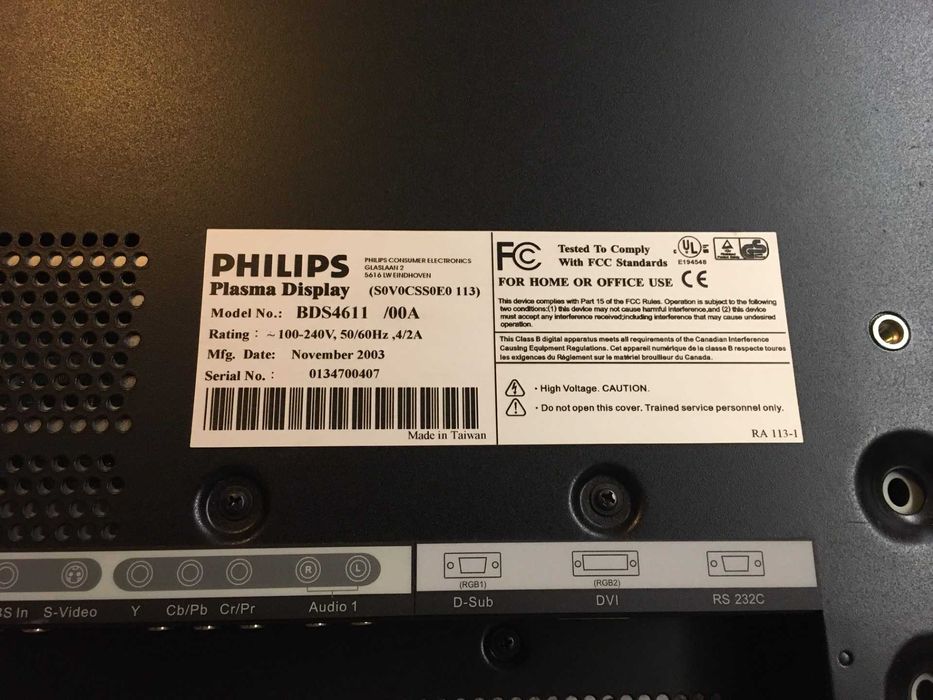 PHILIPS
PHILIPS CONSUMER ELECTRONICS
GLASLAAN 2
5616 LW EINDHOVEN
Plasma Display (S0V0CSS0E0 113)
Model No.: BDS4611 /00A
Rating : ~100-240V, 50/60Hz ,4/2A
Mfg. Date: November 2003
Serial No. : 0134700407
Made in Taiwan
FC
Tested To Comply
With FCC Standards
FOR HOME OR OFFICE USE
c UL
E194548
CE
This device complies with Part 15 of the FCC Rules. Operation is subject to the following
two conditions:(1) this device may not cause harmful interference,and (2) this device
must accept any interference received;including interference that may cause undesired
operation.
This Class B digital apparatus meets all requirements of the Canadian Interference
Causing Equipment Regulations. Cet appareil numérique de la classe B respecte toures
les exigences du Règlement sur le matériel brouilleur du Canada.
· High Voltage. CAUTION.
· Do not open this cover. Trained service personnel only.
RA 113-1
R L
(RGB1) (RGB2)
BS In S-Video Y Cb/Pb Cr/Pr Audio 1 D-Sub DVI RS 232C